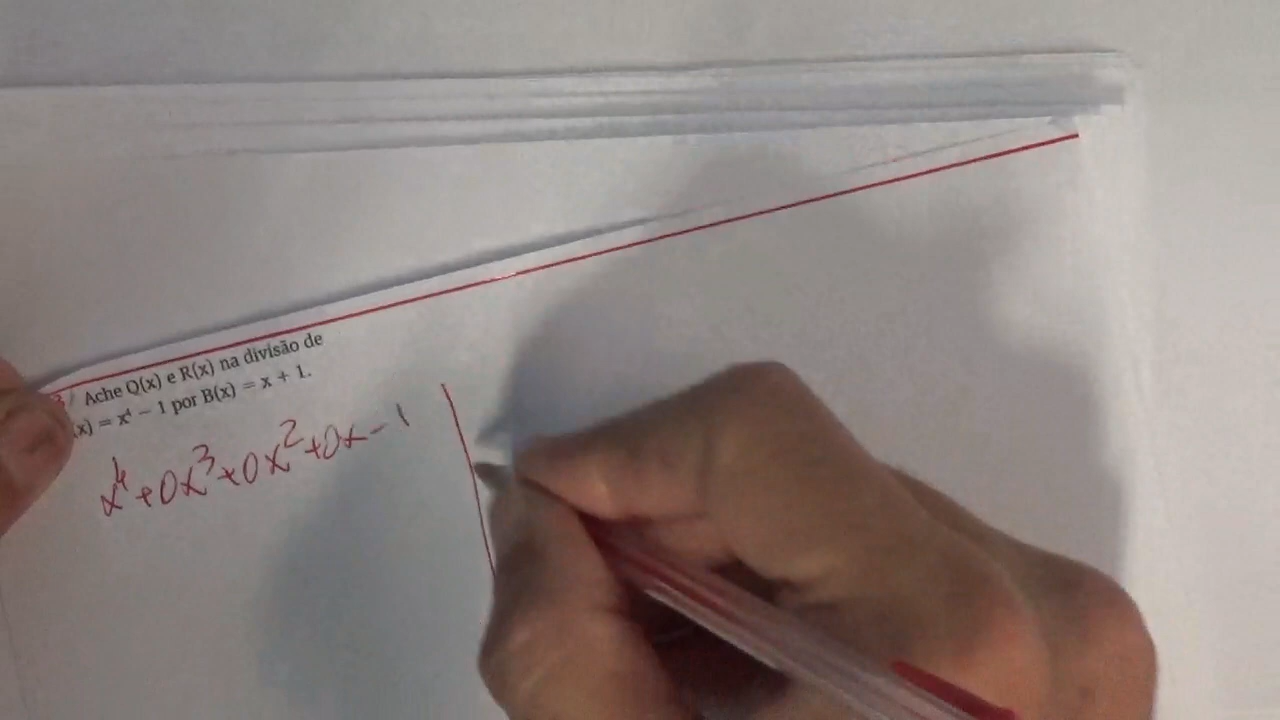 Ache Q(x) e R(x) na divisão de
(x) = x⁴ − 1 por B(x) = x + 1.
x⁴+0x³+0x²+0x-1